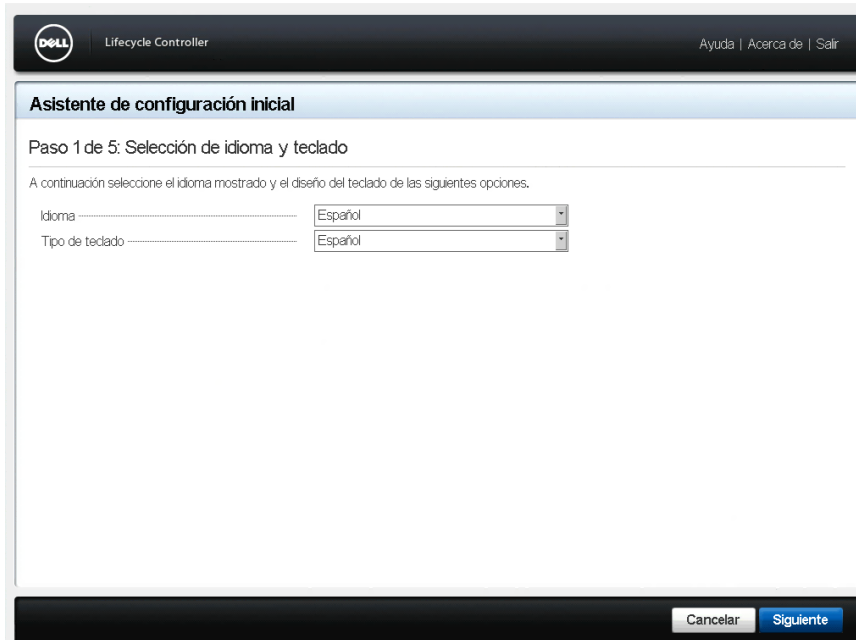 DELL Lifecycle Controller Ayuda | Acerca de | Salir
Asistente de configuración inicial
Paso 1 de 5: Selección de idioma y teclado
A continuación seleccione el idioma mostrado y el diseño del teclado de las siguientes opciones.
Idioma Español
Tipo de teclado Español
Cancelar Siguiente